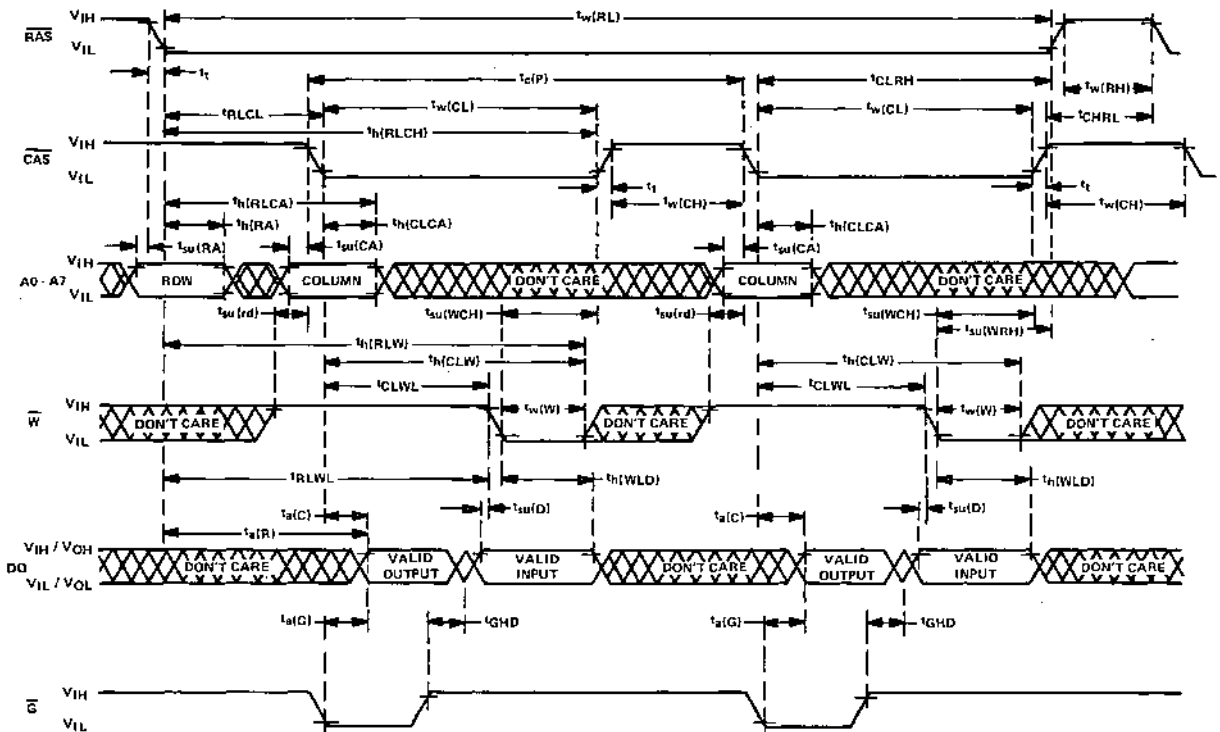 VIH tw(RL)
RAS
VIL
tt tc(P) tCLRH
tw(RH)
tRLCL tw(CL) tw(CL)
tCHRL
th(RLCH)
VIH
CAS
VIL
tt tt
th(RLCA) tw(CH) tw(CH)
th(RA) th(CLCA) th(CLCA)
tsu(RA) tsu(CA) tsu(CA)
VIH
A0 - A7 ROW COLUMN DON'T CARE COLUMN DON'T CARE
VIL
tsu(rd) tsu(WCH) tsu(rd) tsu(WCH)
tsu(WRH)
th(RLW)
th(CLW) th(CLW)
tCLWL tCLWL
VIH
W DON'T CARE tw(W) DON'T CARE tw(W) DON'T CARE
VIL
tRLWL th(WLD) th(WLD)
ta(C) tsu(D) ta(C) tsu(D)
ta(R)
VIH / VOH
DQ DON'T CARE VALID OUTPUT VALID INPUT DON'T CARE VALID OUTPUT VALID INPUT DON'T CARE
VIL / VOL
ta(G) tGHD ta(G) tGHD
VIH
G
VIL